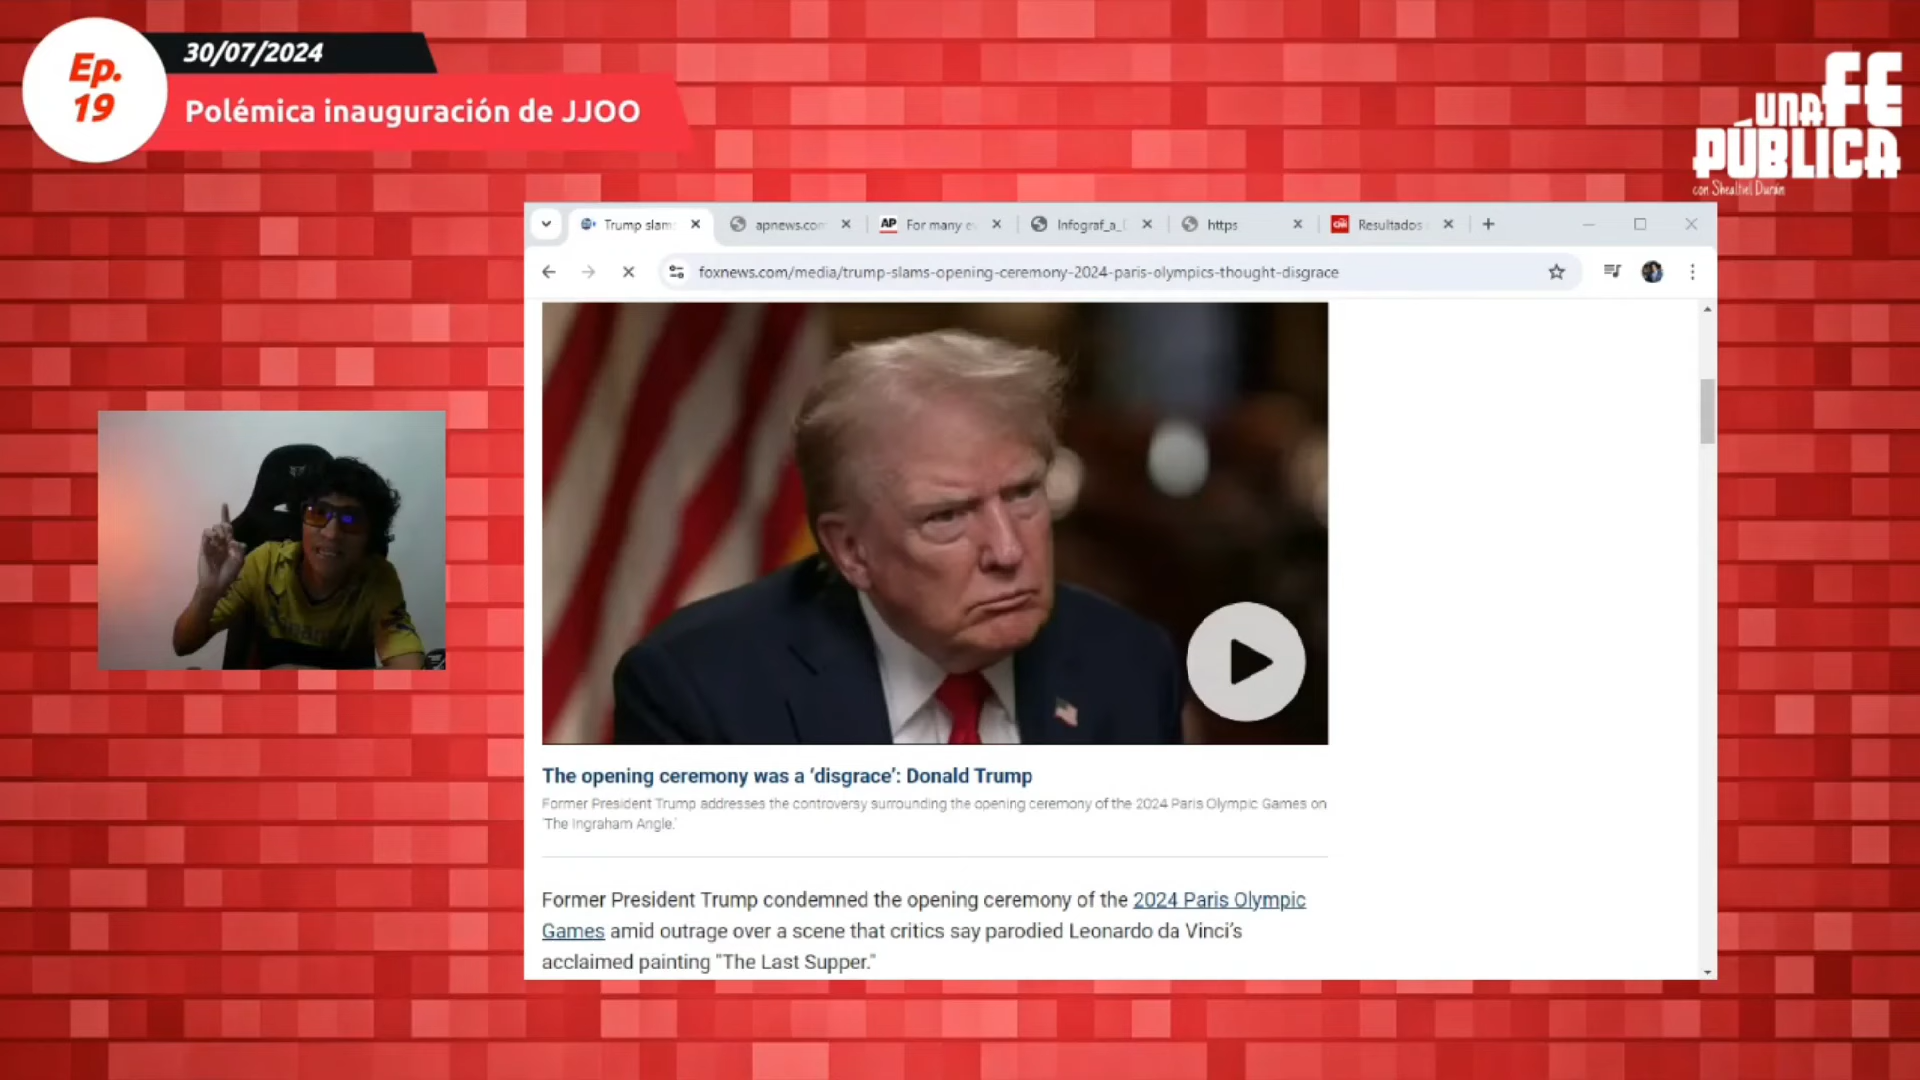 Ep.
19
30/07/2024
Polémica inauguración de JJOO
UNA FE
PÚBLICA
con Shealtiel Durán
Trump slam
apnews.com
AP
For many e
Infograf_a_
https
Resultados
foxnews.com/media/trump-slams-opening-ceremony-2024-paris-olympics-thought-disgrace
The opening ceremony was a ‘disgrace’: Donald Trump
Former President Trump addresses the controversy surrounding the opening ceremony of the 2024 Paris Olympic Games on
'The Ingraham Angle.'
Former President Trump condemned the opening ceremony of the 2024 Paris Olympic
Games amid outrage over a scene that critics say parodied Leonardo da Vinci’s
acclaimed painting "The Last Supper."